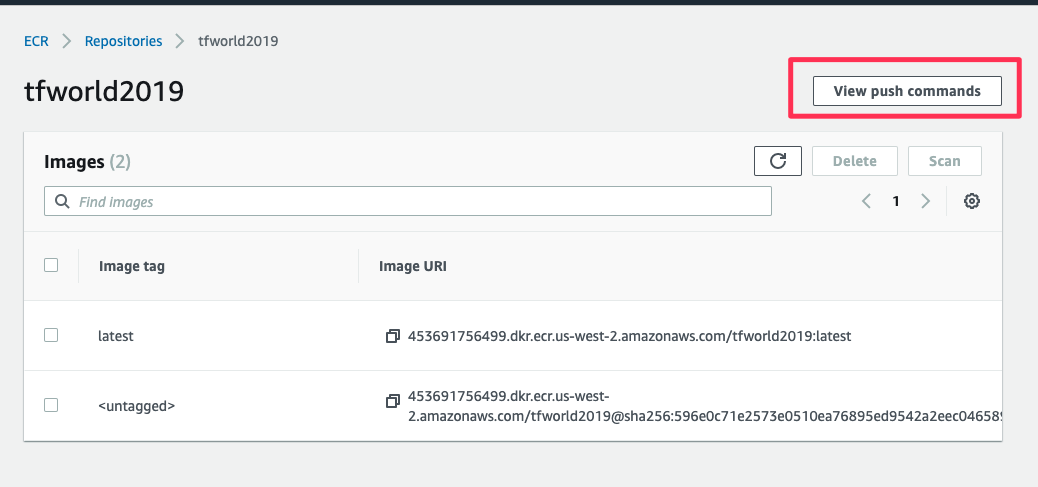 ECR > Repositories > tfworld2019
tfworld2019
View push commands
Images (2)
Delete
Scan
Find images
1
Image tag
Image URI
latest
453691756499.dkr.ecr.us-west-2.amazonaws.com/tfworld2019:latest
<untagged>
453691756499.dkr.ecr.us-west-
2.amazonaws.com/tfworld2019@sha256:596e0c71e2573e0510ea76895ed9542a2eec046589